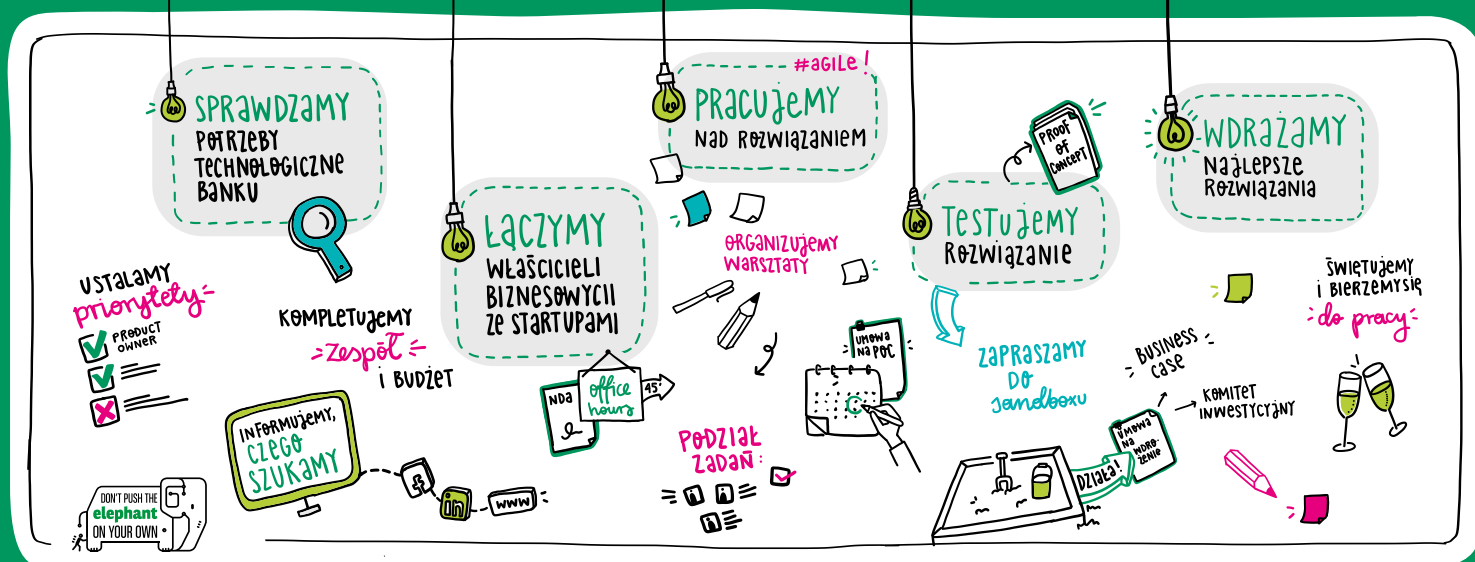 SPRAWDZAMY
POTRZEBY
TECHNOLOGICZNE
BANKU
USTALAMY
priorytety
PRODUCT
OWNER
KOMPLETUJEMY
zespół
i BUDŻET
INFORMUJEMY,
CZEGO
SZUKAMY
f
in
WWW
DON'T PUSH THE
elephant
ON YOUR OWN
ŁĄCZYMY
WŁAŚCICIELI
BIZNESOWYCH
ZE STARTUPAMI
NDA
office
hours
45'
#AGILE!
PRACUJEMY
NAD ROZWIĄZANIEM
ORGANIZUJEMY
WARSZTATY
UMOWA
NA POC
PODZIAŁ
ZADAŃ:
PROOF
OF
CONCEPT
TESTUJEMY
ROZWIĄZANIE
ZAPRASZAMY
DO
sandboxu
DZIAŁA!
UMOWA
NA
WDRO-
ŻENIE
BUSINESS
CASE
KOMITET
INWESTYCYJNY
WDRAŻAMY
NAJLEPSZE
ROZWIĄZANIA
ŚWIĘTUJEMY
i BIERZEMY SIĘ
do pracy